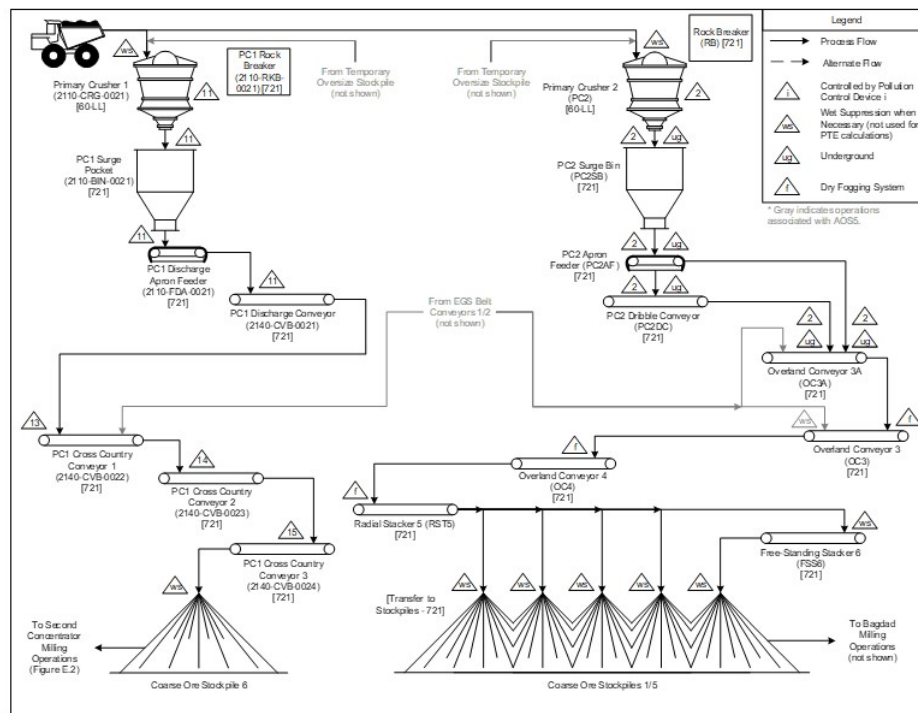 ws
PC1 Rock
Breaker
(2110-RKB-
0021) [721]
From Temporary
Oversize Stockpile
(not shown)
From Temporary
Oversize Stockpile
(not shown)
ws
Rock Breaker
(RB) [721]
Primary Crusher 1
(2110-CRG-0021)
[60-LL]
11
Primary Crusher 2
(PC2)
[60-LL]
2
11
2
ug
PC1 Surge
Pocket
(2110-BIN-0021)
[721]
PC2 Surge Bin
(PC2SB)
[721]
11
2
ug
PC1 Discharge
Apron Feeder
(2110-FDA-0021)
[721]
PC2 Apron
Feeder (PC2AF)
[721]
11
2
ug
PC1 Discharge Conveyor
(2140-CVB-0021)
[721]
From EGS Belt
Conveyors 1/2
(not shown)
PC2 Dribble Conveyor
(PC2DC)
[721]
2
ug
2
ug
Overland Conveyor 3A
(OC3A)
[721]
13
PC1 Cross Country
Conveyor 1
(2140-CVB-0022)
[721]
ws
f
Overland Conveyor 3
(OC3)
[721]
14
PC1 Cross Country
Conveyor 2
(2140-CVB-0023)
[721]
f
Overland Conveyor 4
(OC4)
[721]
15
PC1 Cross Country
Conveyor 3
(2140-CVB-0024)
[721]
f
Radial Stacker 5 (RST5)
[721]
ws
Free-Standing Stacker 6
(FSS6)
[721]
ws
[Transfer to
Stockpiles - 721]
ws
ws
ws
ws
ws
To Second
Concentrator
Milling
Operations
(Figure E.2)
Coarse Ore Stockpile 6
Coarse Ore Stockpiles 1/5
To Bagdad
Milling
Operations
(not shown)
Legend
Process Flow
Alternate Flow
i
Controlled by Pollution
Control Device i
ws
Wet Suppression when
Necessary (not used for
PTE calculations)
ug
Underground
f
Dry Fogging System
* Gray indicates operations
associated with AOS5.